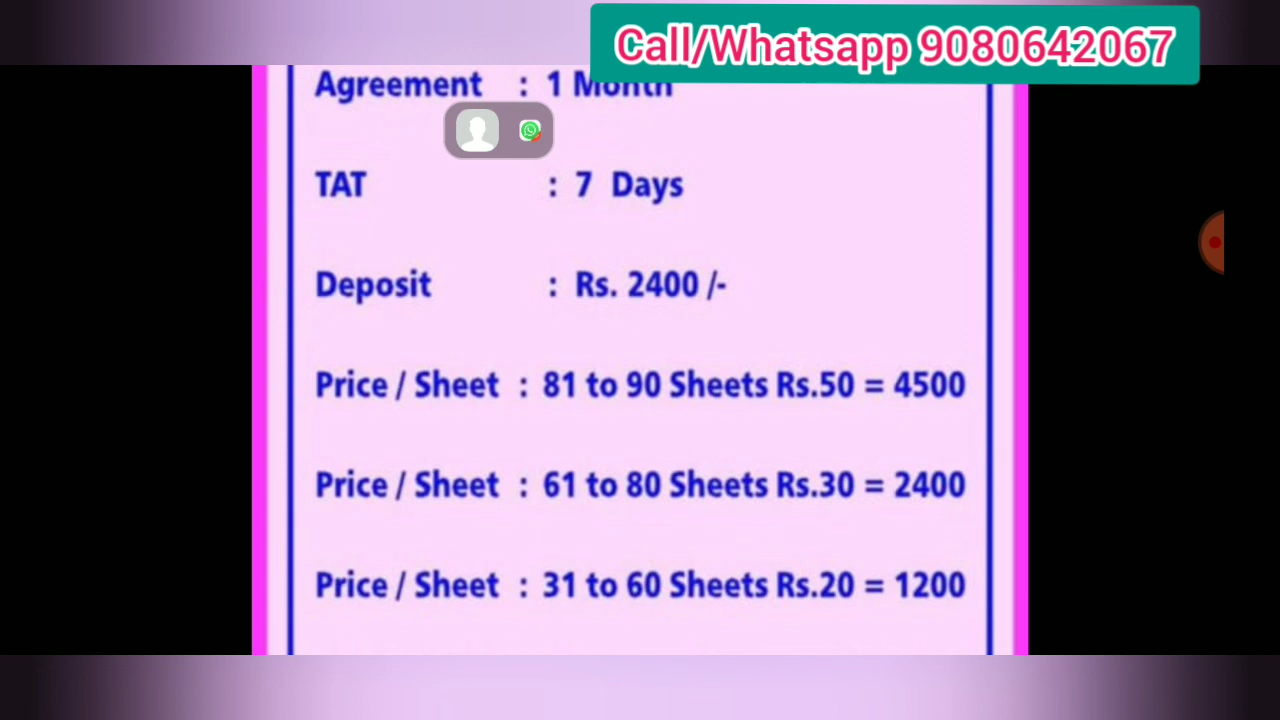 Call/Whatsapp 9080642067
Agreement : 1 Month
TAT : 7 Days
Deposit : Rs. 2400 /-
Price / Sheet : 81 to 90 Sheets Rs.50 = 4500
Price / Sheet : 61 to 80 Sheets Rs.30 = 2400
Price / Sheet : 31 to 60 Sheets Rs.20 = 1200